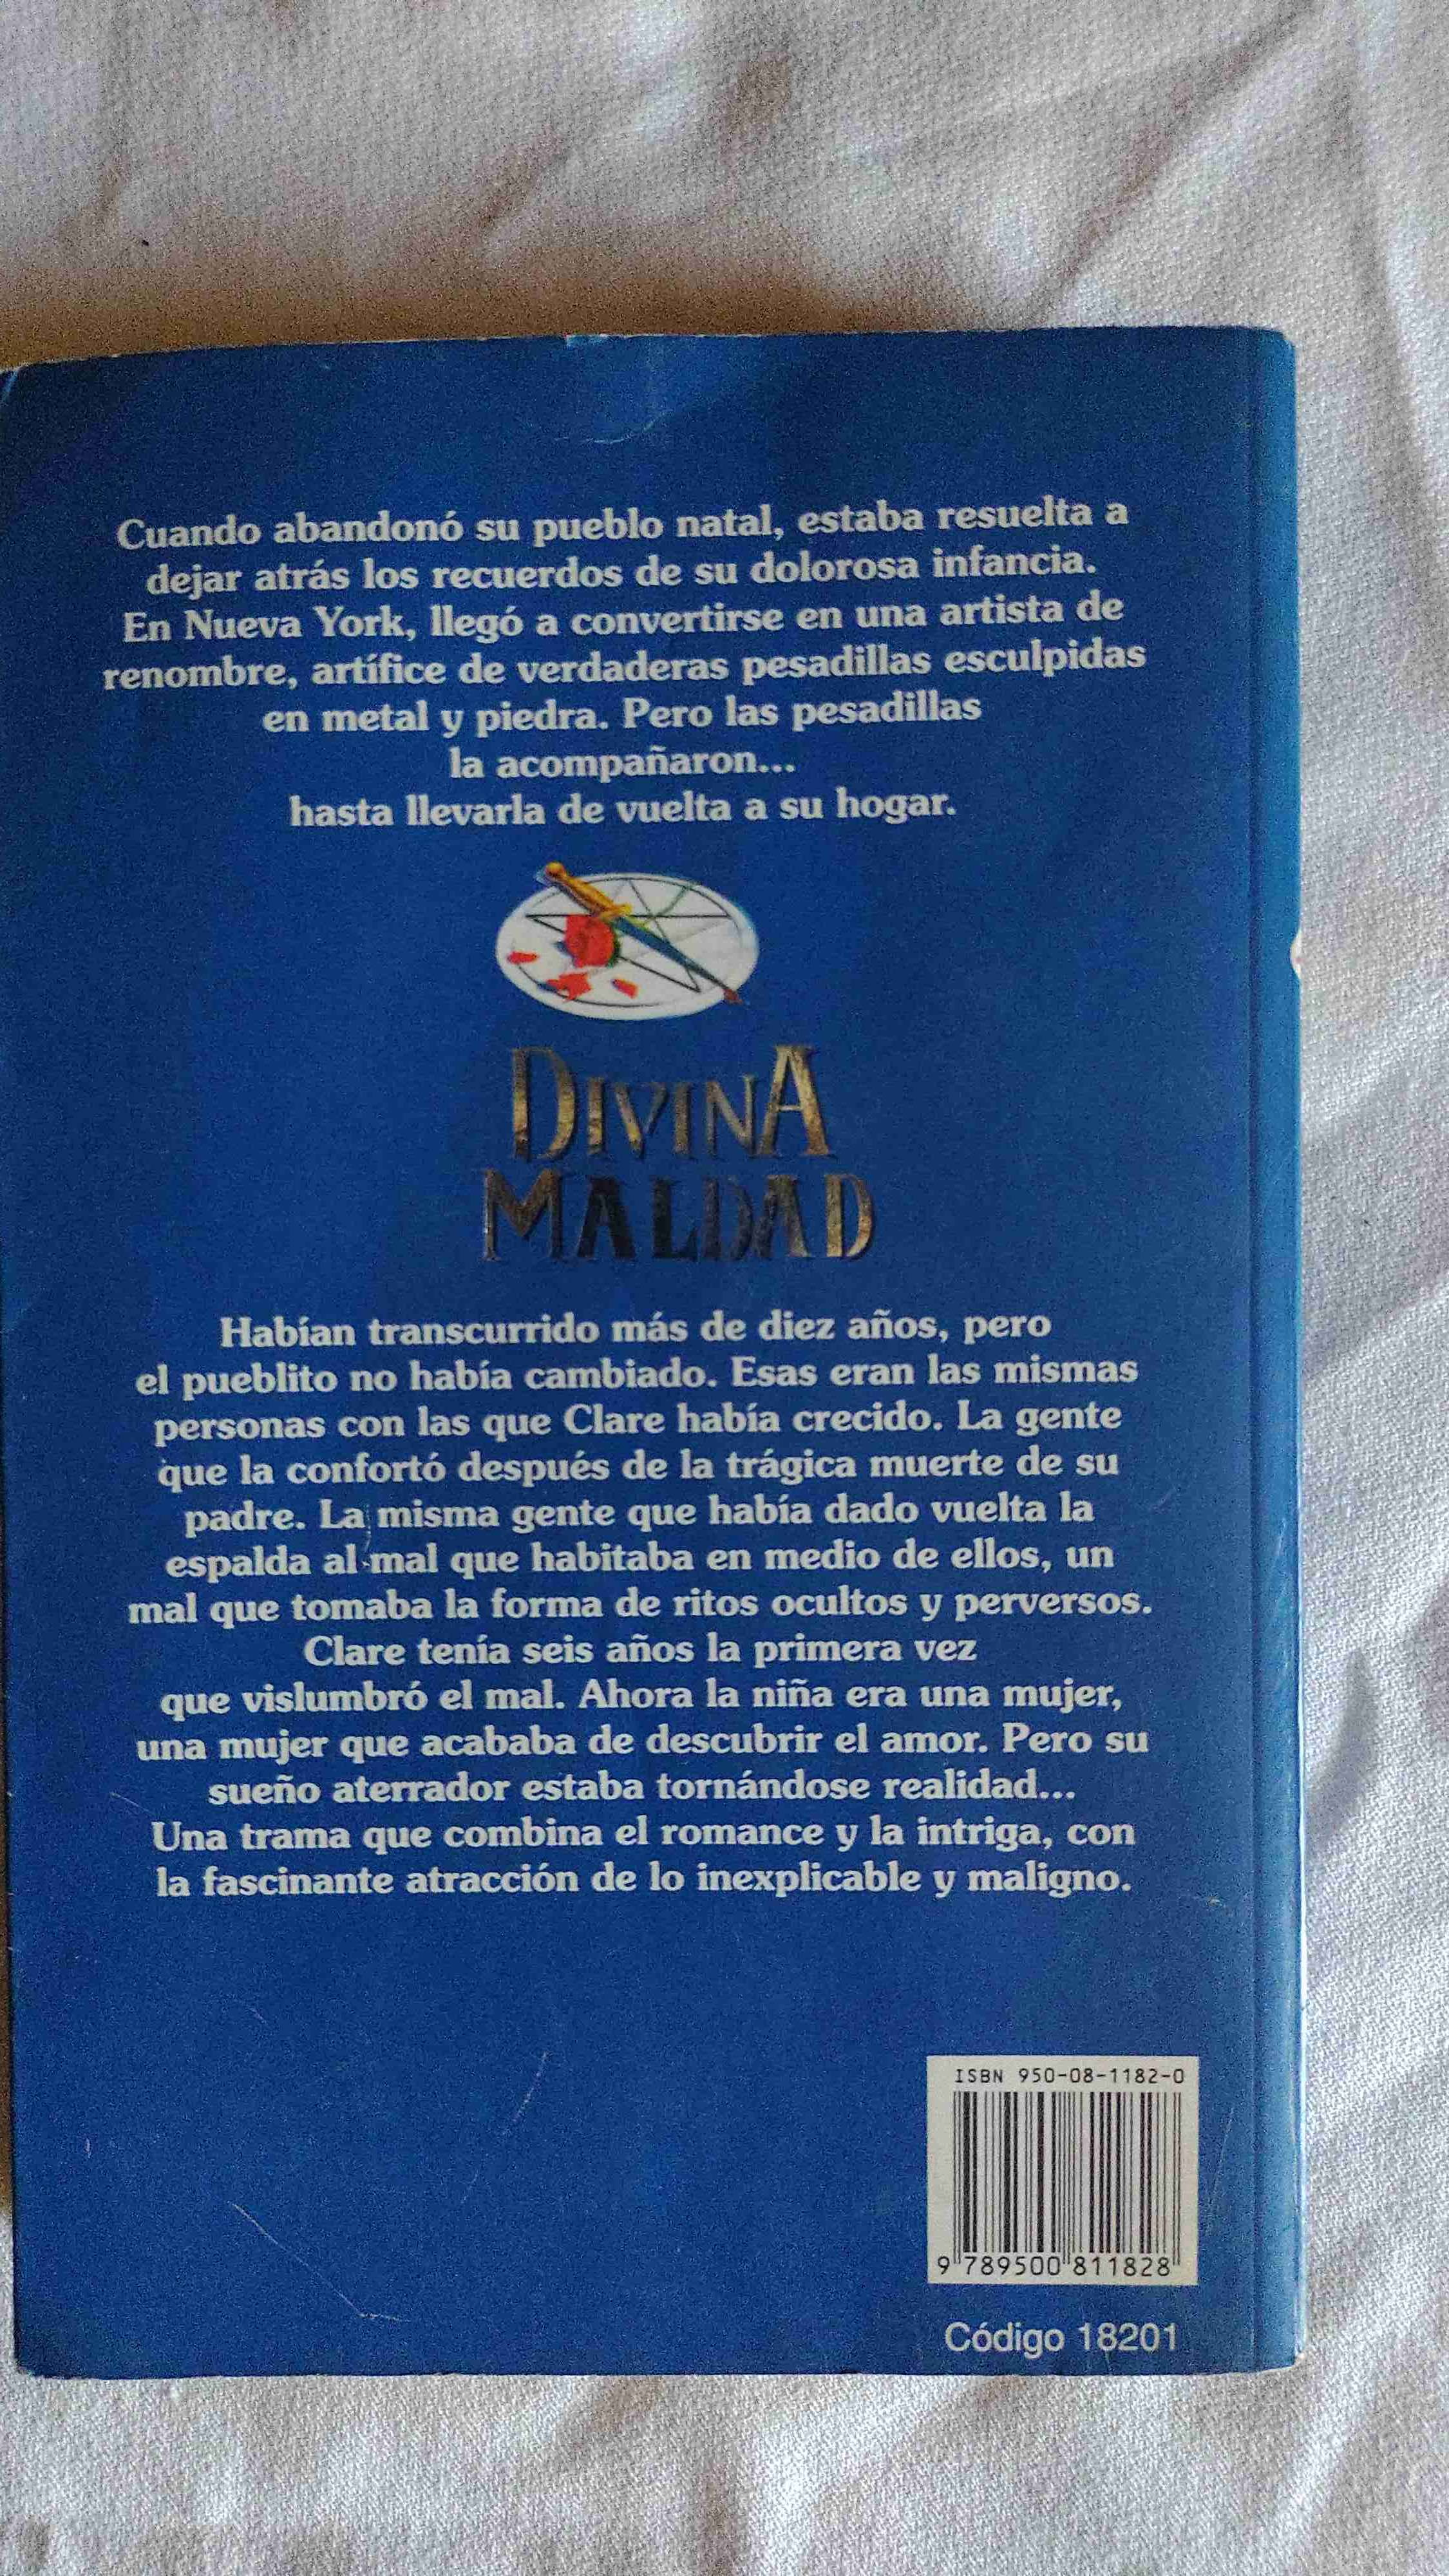 Cuando abandonó su pueblo natal, estaba resuelta a
dejar atrás los recuerdos de su dolorosa infancia.
En Nueva York, llegó a convertirse en una artista de
renombre, artífice de verdaderas pesadillas esculpidas
en metal y piedra. Pero las pesadillas
la acompañaron...
hasta llevarla de vuelta a su hogar.
DIVINA
MALDAD
Habían transcurrido más de diez años, pero
el pueblito no había cambiado. Esas eran las mismas
personas con las que Clare había crecido. La gente
que la confortó después de la trágica muerte de su
padre. La misma gente que había dado vuelta la
espalda al mal que habitaba en medio de ellos, un
mal que tomaba la forma de ritos ocultos y perversos.
Clare tenía seis años la primera vez
que vislumbró el mal. Ahora la niña era una mujer,
una mujer que acababa de descubrir el amor. Pero su
sueño aterrador estaba tornándose realidad...
Una trama que combina el romance y la intriga, con
la fascinante atracción de lo inexplicable y maligno.
ISBN 950-08-1182-0
9 789500 811828
Código 18201